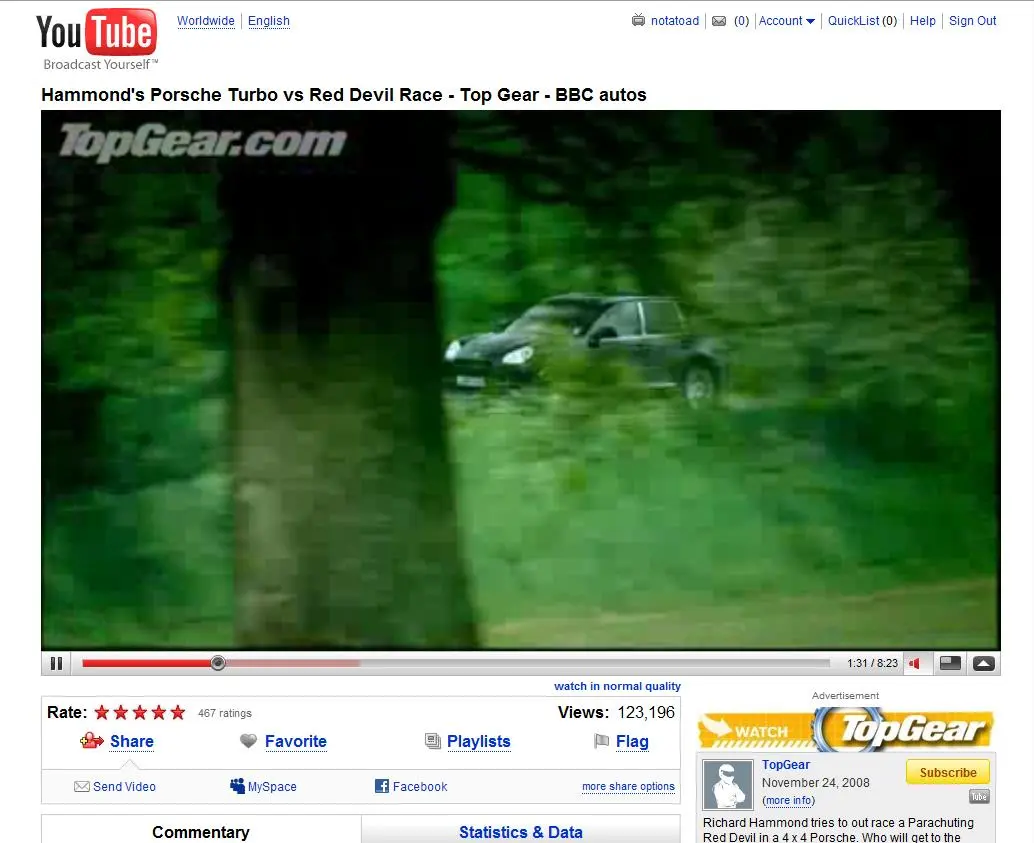 YouTube
Worldwide English
notatoad (0) Account QuickList (0) Help Sign Out
Broadcast Yourself™
Hammond's Porsche Turbo vs Red Devil Race - Top Gear - BBC autos
TopGear.com
1:31 / 8:23
watch in normal quality
Rate: 467 ratings Views: 123,196
Share Favorite Playlists Flag
Send Video MySpace Facebook more share options
Commentary Statistics & Data
Advertisement
WATCH TopGear
TopGear
November 24, 2008
(more info)
Subscribe
Tube
Richard Hammond tries to out race a Parachuting
Red Devil in a 4 x 4 Porsche. Who will get to the